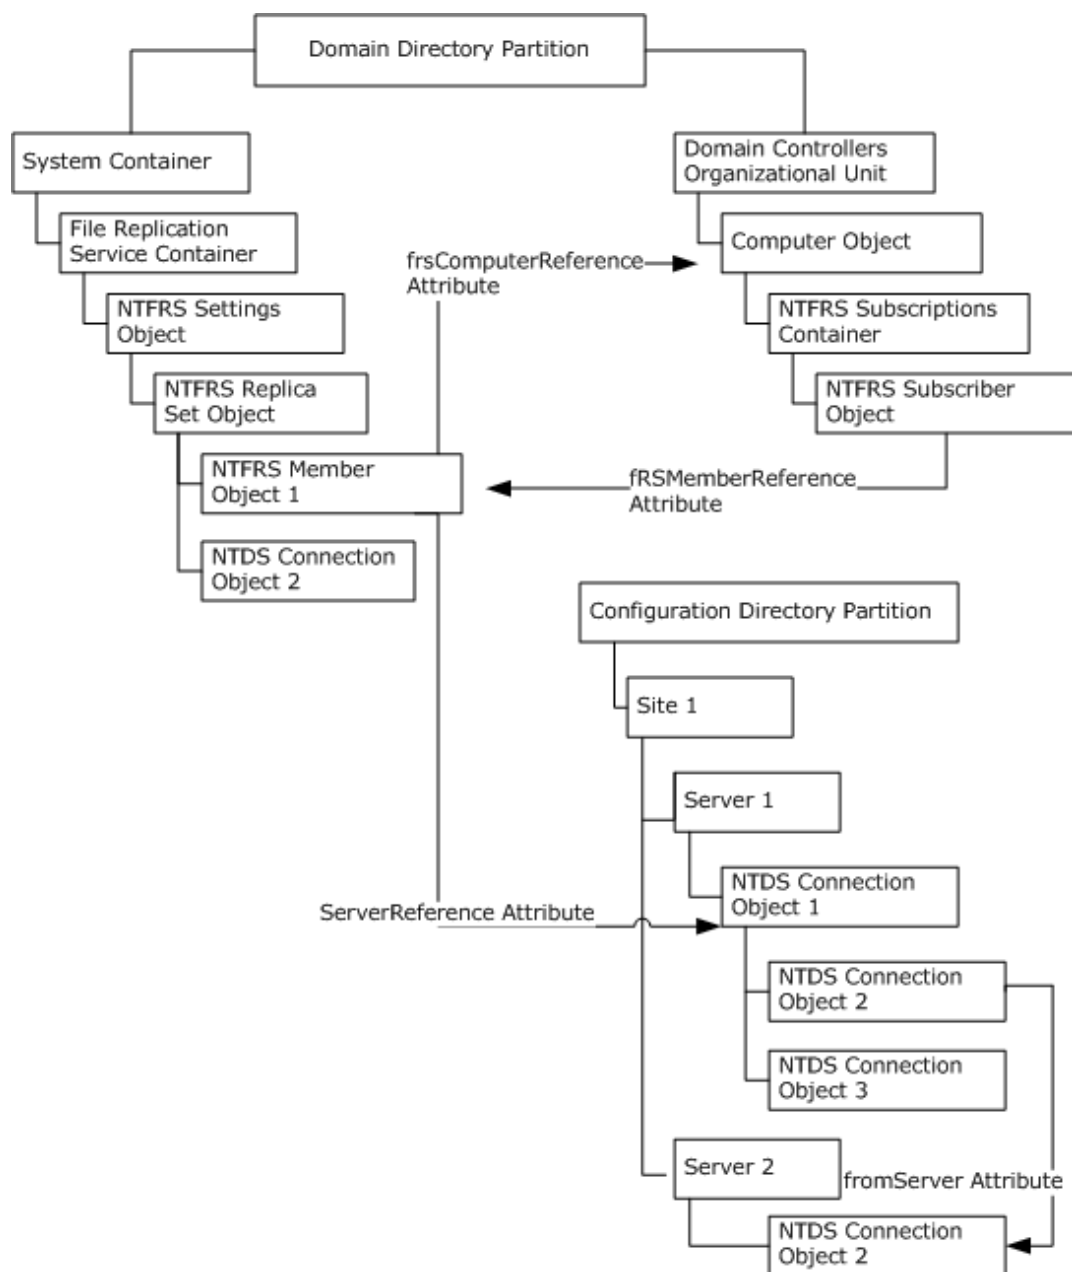 Domain Directory Partition
System Container
Domain Controllers
Organizational Unit
File Replication
Service Container
Computer Object
frsComputerReference
Attribute
NTFRS Settings
Object
NTFRS Subscriptions
Container
NTFRS Replica
Set Object
NTFRS Subscriber
Object
NTFRS Member
Object 1
fRSMemberReference
Attribute
NTDS Connection
Object 2
Configuration Directory Partition
Site 1
Server 1
NTDS Connection
Object 1
ServerReference Attribute
NTDS Connection
Object 2
NTDS Connection
Object 3
Server 2
fromServer Attribute
NTDS Connection
Object 2